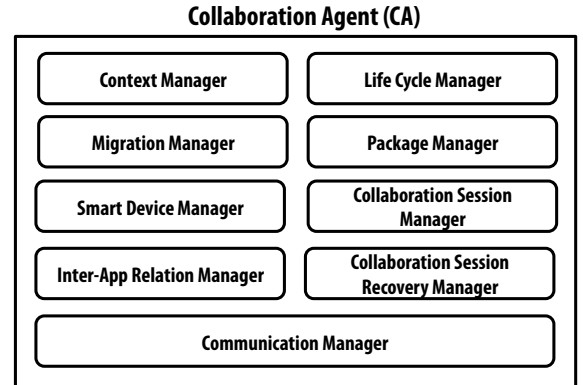 Collaboration Agent (CA)
Context Manager
Life Cycle Manager
Migration Manager
Package Manager
Smart Device Manager
Collaboration Session
Manager
Inter-App Relation Manager
Collaboration Session
Recovery Manager
Communication Manager